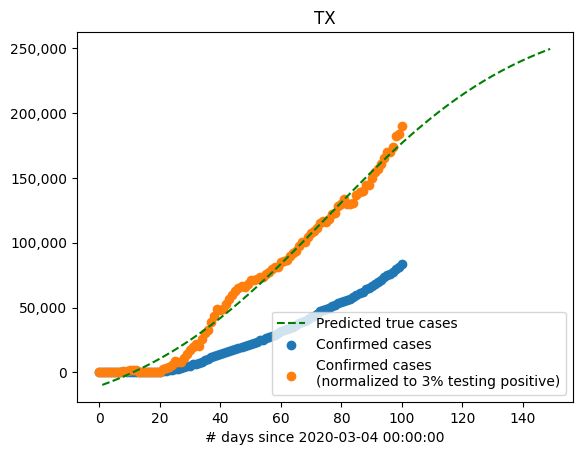 TX
250,000
200,000
150,000
100,000
50,000
0
Predicted true cases
Confirmed cases
Confirmed cases
(normalized to 3% testing positive)
0 20 40 60 80 100 120 140
# days since 2020-03-04 00:00:00